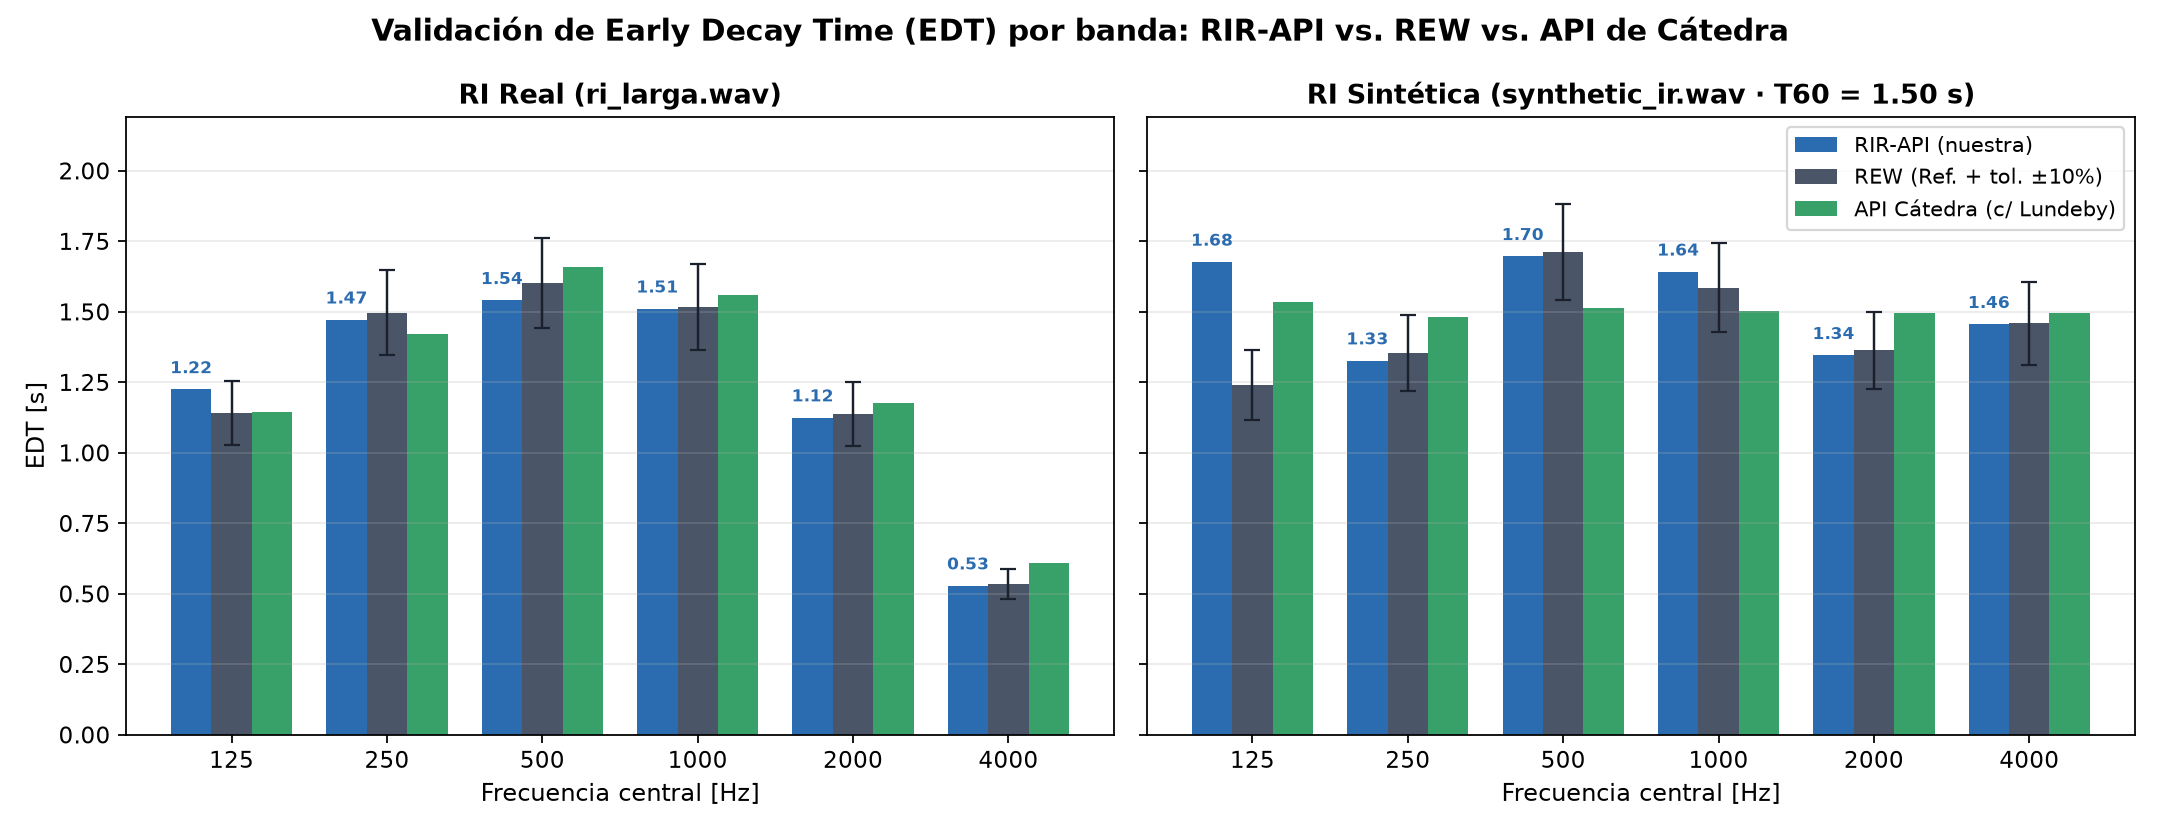 Validación de Early Decay Time (EDT) por banda: RIR-API vs. REW vs. API de Cátedra
RI Real (ri_larga.wav)
EDT [s]
2.00
1.75
1.50
1.25
1.00
0.75
0.50
0.25
0.00
1.22
1.47
1.54
1.51
1.12
0.53
125 250 500 1000 2000 4000
Frecuencia central [Hz]
RI Sintética (synthetic_ir.wav · T60 = 1.50 s)
RIR-API (nuestra)
REW (Ref. + tol. ±10%)
API Cátedra (c/ Lundeby)
1.68
1.33
1.70
1.64
1.34
1.46
125 250 500 1000 2000 4000
Frecuencia central [Hz]